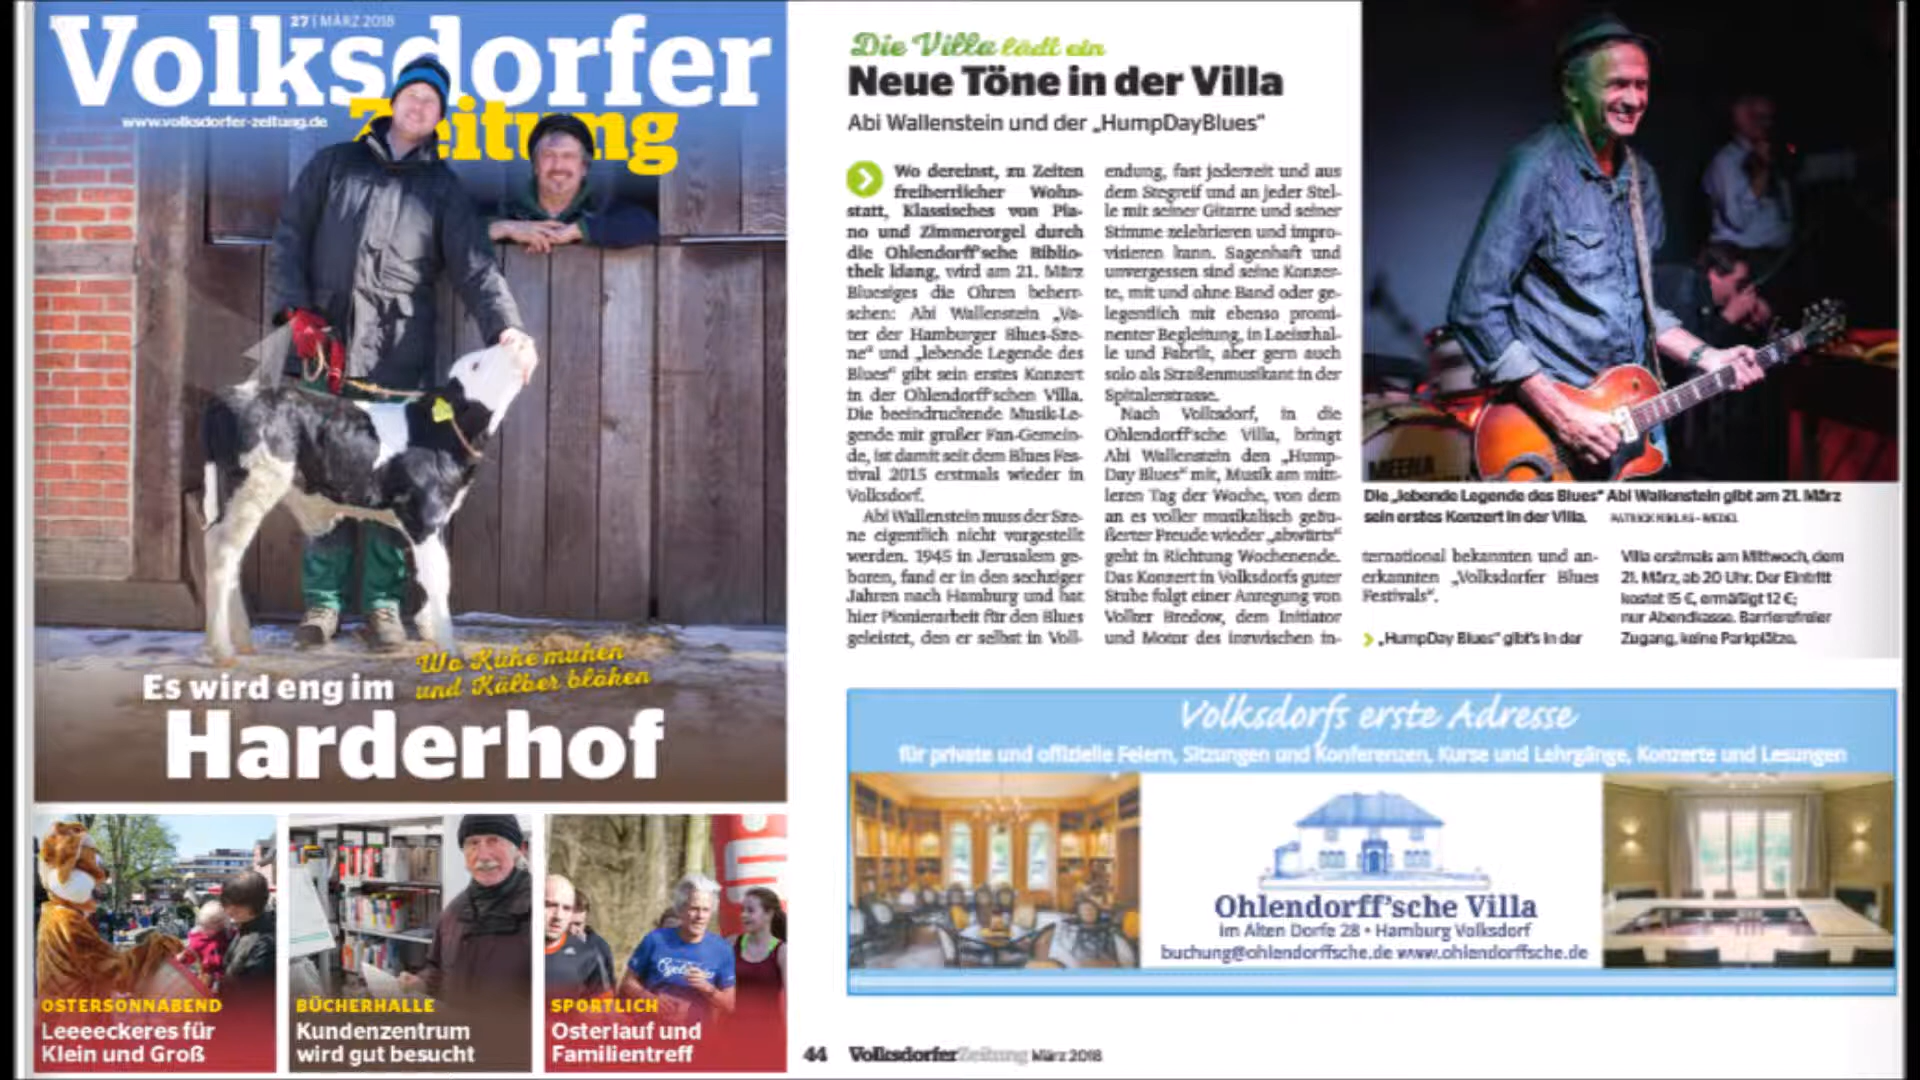 27 | MÄRZ 2018
Volksdorfer
Zeitung
www.volksdorfer-zeitung.de
Wo Kühe muhen
und Kälber blöken
Es wird eng im
Harderhof
OSTERSONNABEND
Leeeeckeres für
Klein und Groß
BÜCHERHALLE
Kundenzentrum
wird gut besucht
SPORTLICH
Osterlauf und
Familientreff
Die Villa lädt ein
Neue Töne in der Villa
Abi Wallenstein und der „HumpDayBlues"
Wo dereinst, zu Zeiten
freiherrlicher Wohn-
statt, Klassisches von Pia-
no und Zimmerorgel durch
die Ohlendorff'sche Biblio-
thek klang, wird am 21. März
Bluesiges die Ohren beherr-
schen: Abi Wallenstein „Va-
ter der Hamburger Blues-Sze-
ne" und „lebende Legende des
Blues" gibt sein erstes Konzert
in der Ohlendorff'schen Villa.
Die beeindruckende Musik-Le-
gende mit großer Fan-Gemein-
de, ist damit seit dem Blues Fes-
tival 2015 erstmals wieder in
Volksdorf.
Abi Wallenstein muss der Sze-
ne eigentlich nicht vorgestellt
werden. 1945 in Jerusalem ge-
boren, fand er in den sechziger
Jahren nach Hamburg und hat
hier Pionierarbeit für den Blues
geleistet, den er selbst in Voll-
endung, fast jederzeit und aus
dem Stegreif und an jeder Stel-
le mit seiner Gitarre und seiner
Stimme zelebrieren und impro-
visieren kann. Sagenhaft und
unvergessen sind seine Konzer-
te, mit und ohne Band oder ge-
legentlich mit ebenso promi-
nenter Begleitung, in Laeiszhal-
le und Fabrik, aber gern auch
solo als Straßenmusikant in der
Spitalerstrasse.
Nach Volksdorf, in die
Ohlendorff'sche Villa, bringt
Abi Wallenstein den „Hump-
Day Blues" mit, Musik am mitt-
leren Tag der Woche, von dem
an es voller musikalisch geäu-
ßerter Freude wieder „abwärts"
geht in Richtung Wochenende.
Das Konzert in Volksdorfs guter
Stube folgt einer Anregung von
Volker Bredow, dem Initiator
und Motor des inzwischen in-
MEENA
Die „lebende Legende des Blues" Abi Wallenstein gibt am 21. März
sein erstes Konzert in der Villa.
ternational bekannten und an-
erkannten „Volksdorfer Blues
Festivals".
„HumpDay Blues" gibt's in der
Villa erstmals am Mittwoch, dem
21. März, ab 20 Uhr. Der Eintritt
kostet 15 €, ermäßigt 12 €;
nur Abendkasse. Barrierefreier
Zugang, keine Parkplätze.
Volksdorfs erste Adresse
für private und offizielle Feiern, Sitzungen und Konferenzen, Kurse und Lehrgänge, Konzerte und Lesungen
Ohlendorff'sche Villa
im Alten Dorfe 28 • Hamburg Volksdorf
buchung@ohlendorffsche.de www.ohlendorffsche.de
44 VolksdorferZeitung März 2018